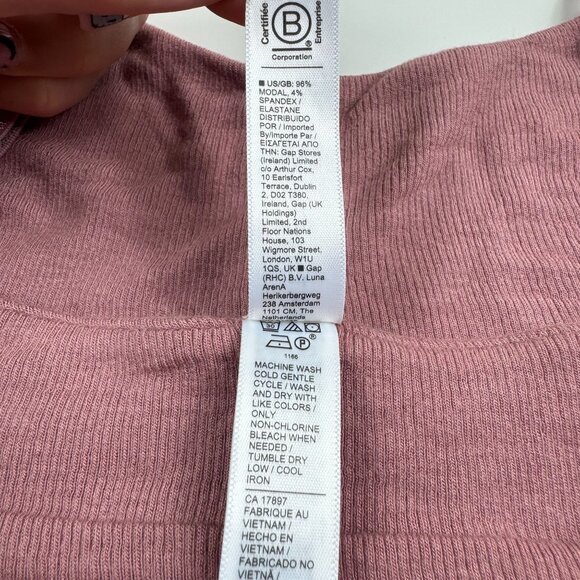 Certifiée
B
Entreprise
Corporation
■ US/GB: 96%
MODAL, 4%
SPANDEX /
ELASTANE
DISTRIBUIDO
POR / Imported
By/Importe Par /
ΕΙΣΑΓΕΤΑΙ ΑΠΟ
ΤΗΝ: Gap Stores
(Ireland) Limited
c/o Arthur Cox,
10 Earlsfort
Terrace, Dublin
2, D02 T380,
Ireland, Gap (UK
Holdings)
Limited, 2nd
Floor Nations
House, 103
Wigmore Street,
London, W1U
1QS, UK ■ Gap
(RHC) B.V. Luna
ArenA
Herikerbergweg
238 Amsterdam
1101 CM, The
Netherlands
30
P
1166
MACHINE WASH
COLD GENTLE
CYCLE / WASH
AND DRY WITH
LIKE COLORS /
ONLY
NON-CHLORINE
BLEACH WHEN
NEEDED /
TUMBLE DRY
LOW / COOL
IRON
CA 17897
FABRIQUE AU
VIETNAM /
HECHO EN
VIETNAM /
FABRICADO NO
VIETNÃ /